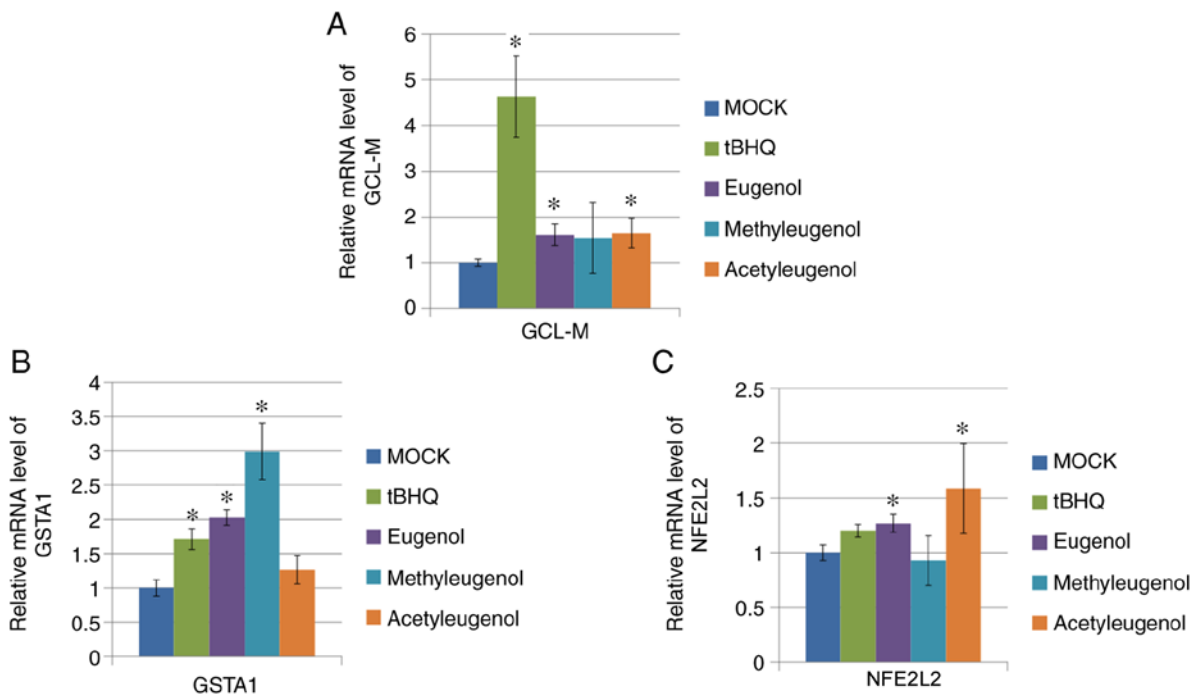 A
Relative mRNA level of
GCL-M
6
5
4
3
2
1
0
*
*
*
GCL-M
MOCK
tBHQ
Eugenol
Methyleugenol
Acetyleugenol
B
Relative mRNA level of
GSTA1
4
3.5
3
2.5
2
1.5
1
0.5
0
*
*
*
GSTA1
MOCK
tBHQ
Eugenol
Methyleugenol
Acetyleugenol
C
Relative mRNA level of
NFE2L2
2.5
2
1.5
1
0.5
0
*
*
NFE2L2
MOCK
tBHQ
Eugenol
Methyleugenol
Acetyleugenol